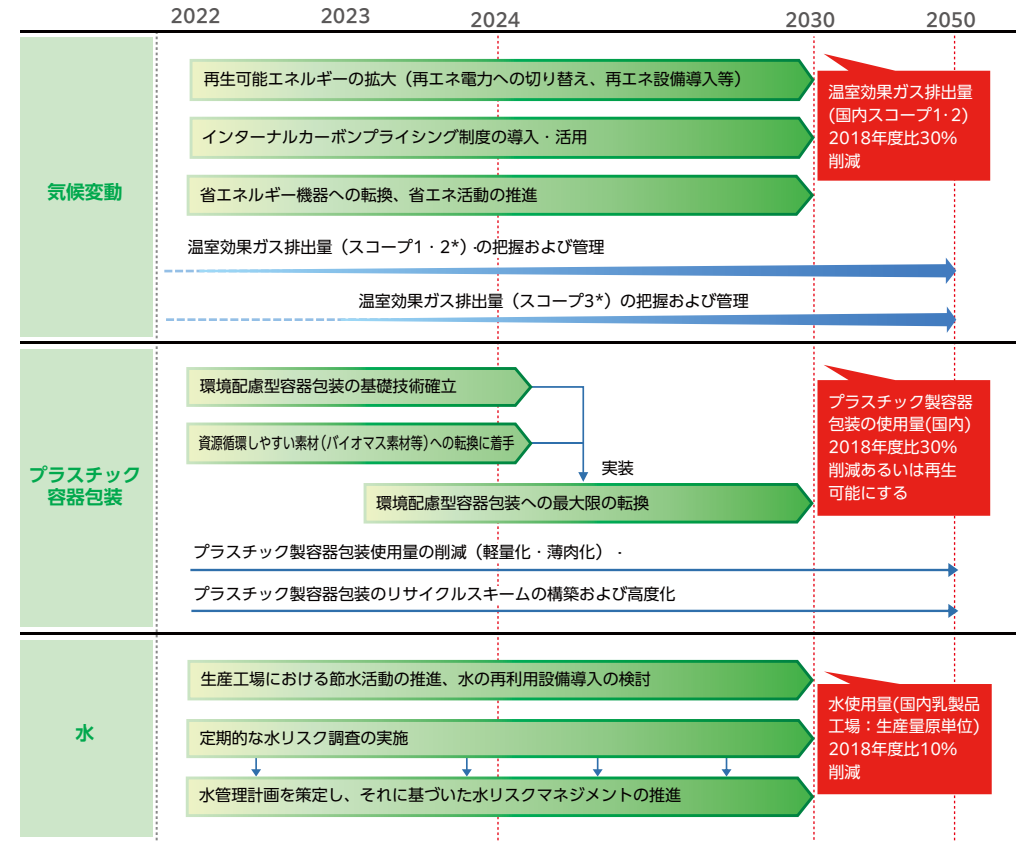 2022 2023 2024 2030 2050
気候変動
再生可能エネルギーの拡大（再エネ電力への切り替え、再エネ設備導入等）
インターナルカーボンプライシング制度の導入・活用
省エネルギー機器への転換、省エネ活動の推進
温室効果ガス排出量（スコープ1・2*）の把握および管理
温室効果ガス排出量（スコープ3*）の把握および管理
温室効果ガス排出量
(国内スコープ1・2)
2018年度比30%
削減
プラスチック
容器包装
環境配慮型容器包装の基礎技術確立
資源循環しやすい素材（バイオマス素材等）への転換に着手
実装
環境配慮型容器包装への最大限の転換
プラスチック製容器包装使用量の削減（軽量化・薄肉化）
プラスチック製容器包装のリサイクルスキームの構築および高度化
プラスチック製容器
包装の使用量(国内)
2018年度比30%
削減あるいは再生
可能にする
水
生産工場における節水活動の推進、水の再利用設備導入の検討
定期的な水リスク調査の実施
水管理計画を策定し、それに基づいた水リスクマネジメントの推進
水使用量(国内乳製品
工場：生産量原単位)
2018年度比10%
削減